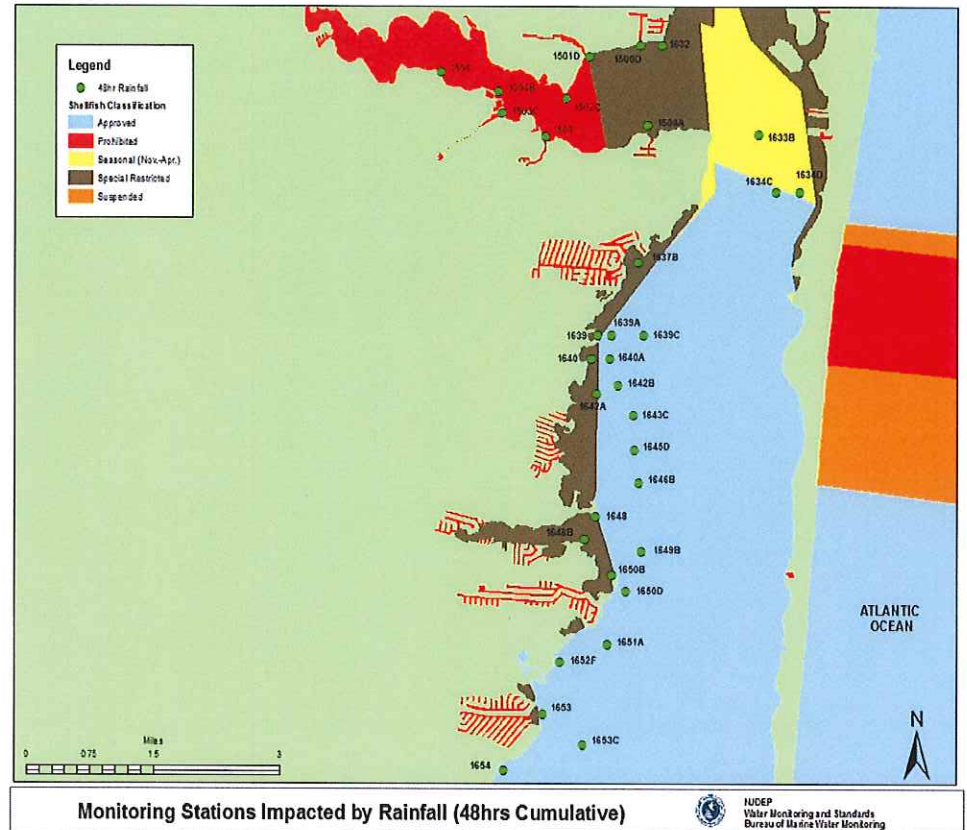 Legend
48hr Rainfall
Shellfish Classification
Approved
Prohibited
Seasonal (Nov.-Apr.)
Special Restricted
Suspended
1501D
1632
1633B
1634C
1634D
1637B
1639A
1639
1639C
1640
1640A
1642B
1642A
1643C
1645D
1646B
1648
1648B
1649B
1650B
1650D
1651A
1652F
1653
1653C
1654
ATLANTIC
OCEAN
N
Miles
0 0.75 1.5 3
Monitoring Stations Impacted by Rainfall (48hrs Cumulative)
NJDEP
Water Monitoring and Standards
Bureau of Marine Water Monitoring